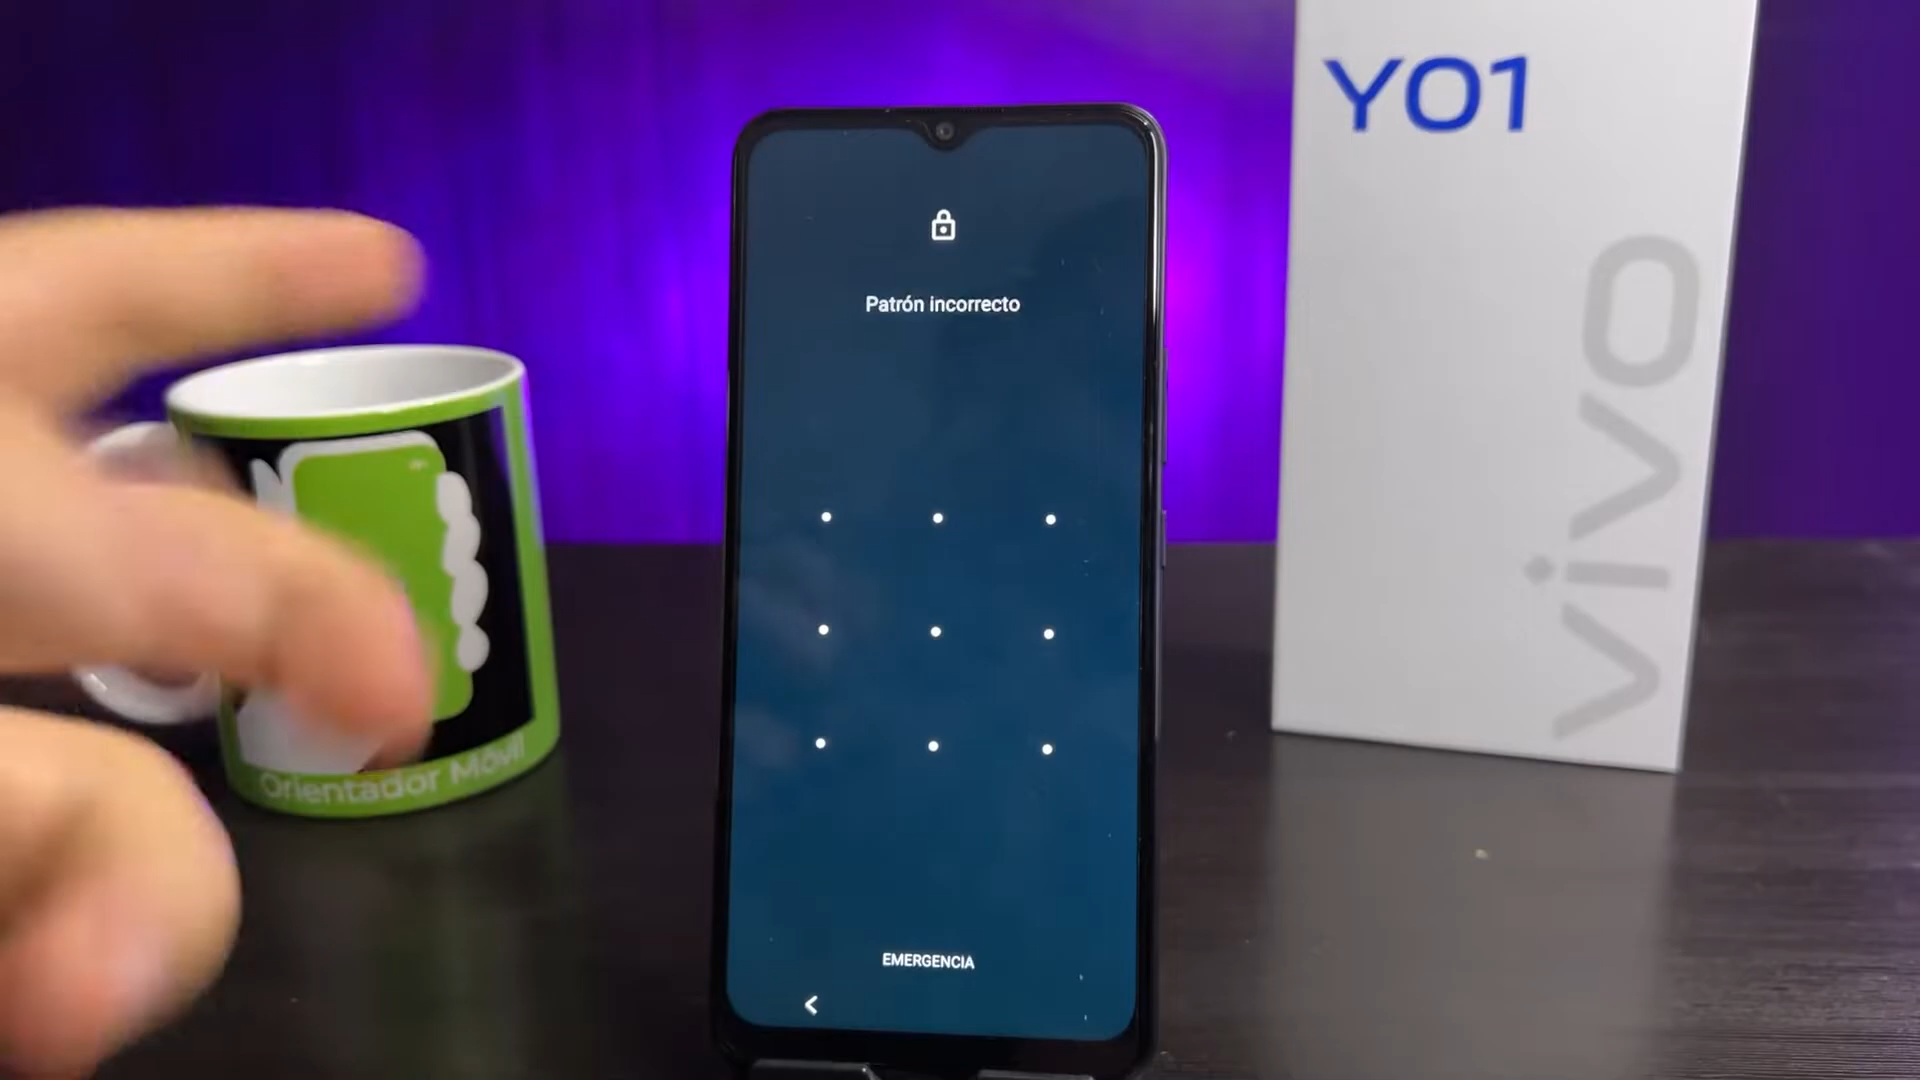 Y01
vivo
Patrón incorrecto
EMERGENCIA
Orientador Móvil